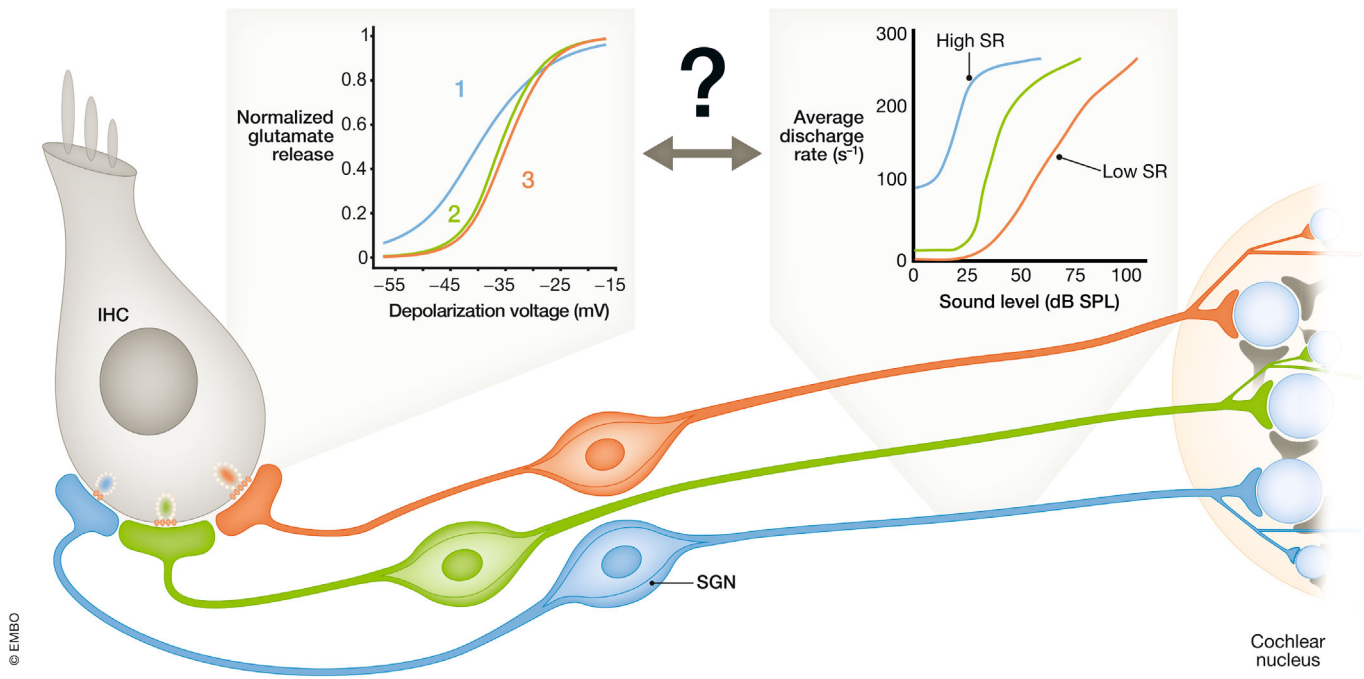 1
0.8
0.6
0.4
0.2
0
Normalized
glutamate
release
1
2
3
−55
−45
−35
−25
−15
Depolarization voltage (mV)
?
300
200
100
0
Average
discharge
rate (s⁻¹)
High SR
Low SR
0
25
50
75
100
Sound level (dB SPL)
IHC
SGN
Cochlear
nucleus
© EMBO